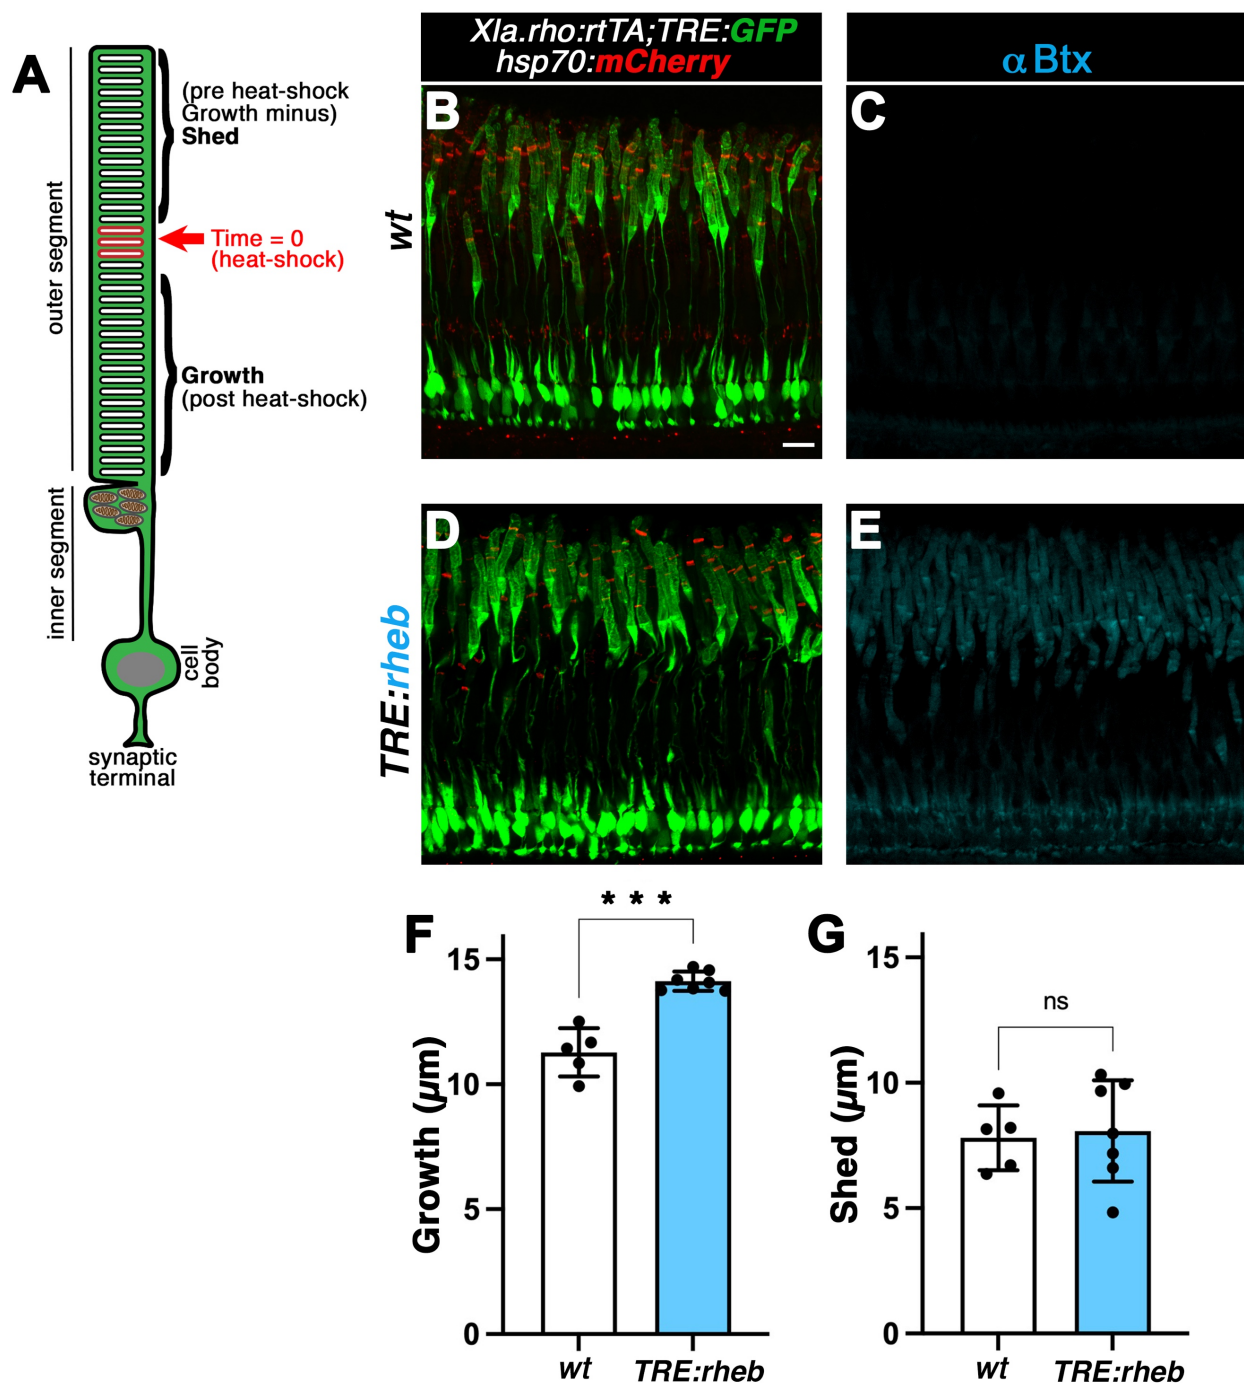 A
(pre heat-shock
Growth minus)
Shed
outer segment
Time = 0
(heat-shock)
Growth
(post heat-shock)
inner segment
cell
body
synaptic
terminal
Xla.rho:rtTA;TRE:GFP
hsp70:mCherry
α Btx
wt
B
C
TRE:rheb
D
E
F
* * *
Growth (µm)
15
10
5
0
wt
TRE:rheb
G
ns
Shed (µm)
15
10
5
0
wt
TRE:rheb